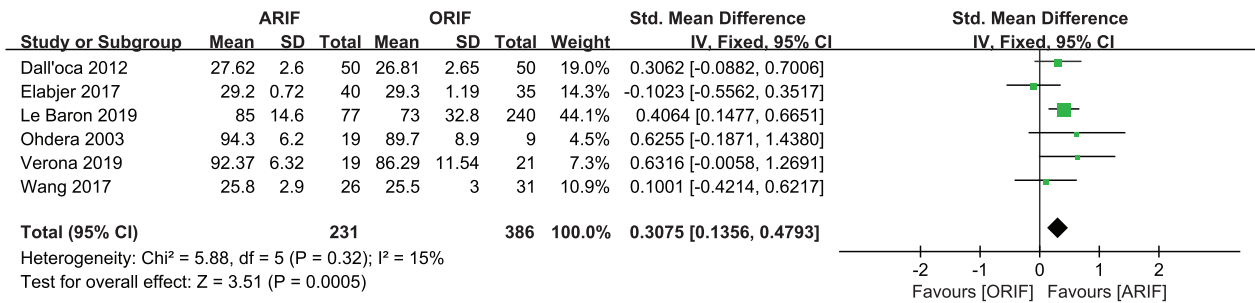 ARIF ORIF Std. Mean Difference Std. Mean Difference
Study or Subgroup Mean SD Total Mean SD Total Weight IV, Fixed, 95% CI IV, Fixed, 95% CI
Dall'oca 2012 27.62 2.6 50 26.81 2.65 50 19.0% 0.3062 [-0.0882, 0.7006]
Elabjer 2017 29.2 0.72 40 29.3 1.19 35 14.3% -0.1023 [-0.5562, 0.3517]
Le Baron 2019 85 14.6 77 73 32.8 240 44.1% 0.4064 [0.1477, 0.6651]
Ohdera 2003 94.3 6.2 19 89.7 8.9 9 4.5% 0.6255 [-0.1871, 1.4380]
Verona 2019 92.37 6.32 19 86.29 11.54 21 7.3% 0.6316 [-0.0058, 1.2691]
Wang 2017 25.8 2.9 26 25.5 3 31 10.9% 0.1001 [-0.4214, 0.6217]
Total (95% CI) 231 386 100.0% 0.3075 [0.1356, 0.4793]
Heterogeneity: Chi² = 5.88, df = 5 (P = 0.32); I² = 15%
Test for overall effect: Z = 3.51 (P = 0.0005)
-2 -1 0 1 2
Favours [ORIF] Favours [ARIF]